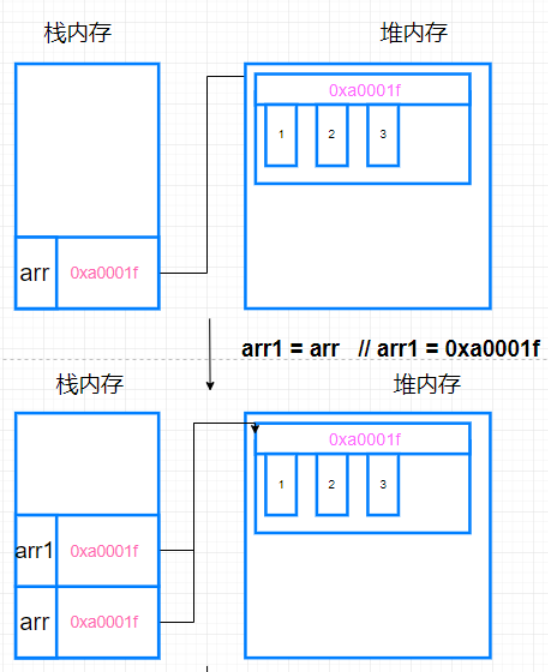 栈内存 堆内存
0xa0001f
1 2 3
arr 0xa0001f
arr1 = arr // arr1 = 0xa0001f
栈内存 堆内存
0xa0001f
1 2 3
arr1 0xa0001f
arr 0xa0001f